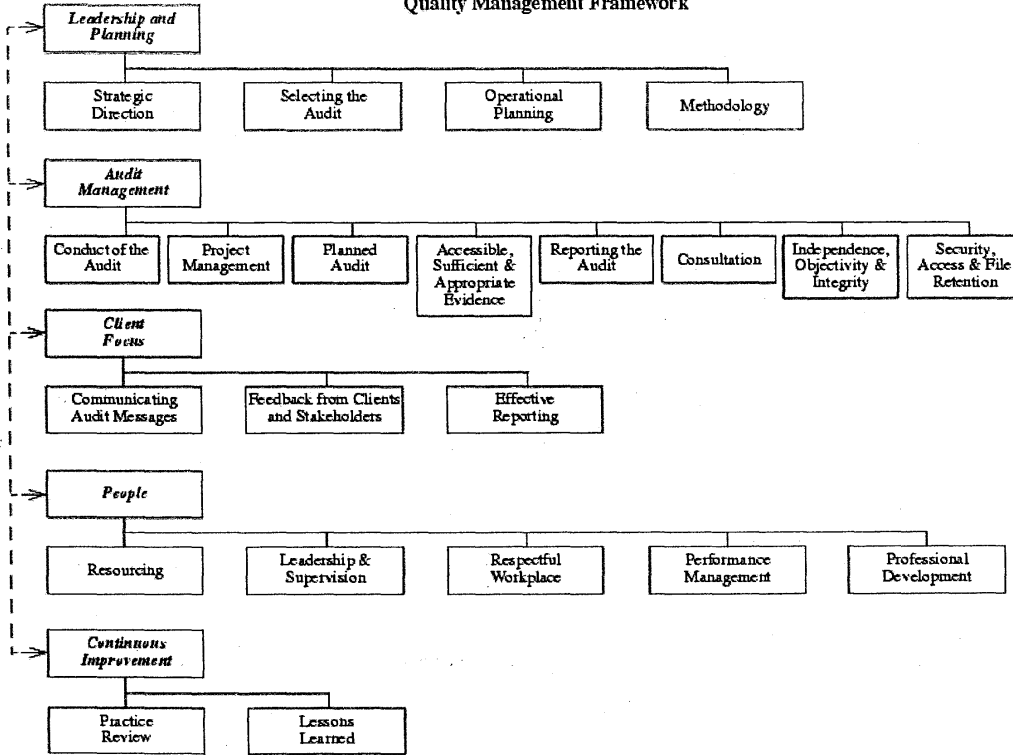 Quality Management Framework
Leadership and
Planning
Strategic
Direction
Selecting the
Audit
Operational
Planning
Methodology
Audit
Management
Conduct of the
Audit
Project
Management
Planned
Audit
Accessible,
Sufficient &
Appropriate
Evidence
Reporting the
Audit
Consultation
Independence,
Objectivity &
Integrity
Security,
Access & File
Retention
Client
Focus
Communicating
Audit Messages
Feedback from Clients
and Stakeholders
Effective
Reporting
People
Resourcing
Leadership &
Supervision
Respectful
Workplace
Performance
Management
Professional
Development
Continuous
Improvement
Practice
Review
Lessons
Learned